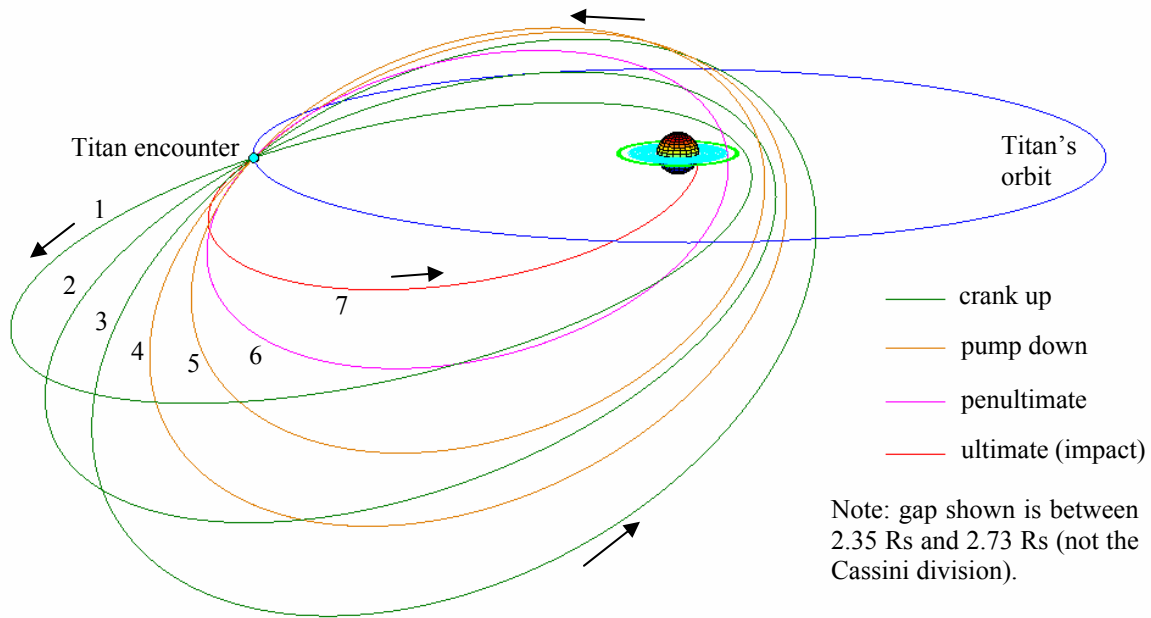 Titan encounter
Titan's
orbit
1
2
3
4
5
6
7
crank up
pump down
penultimate
ultimate (impact)
Note: gap shown is between
2.35 Rs and 2.73 Rs (not the
Cassini division).